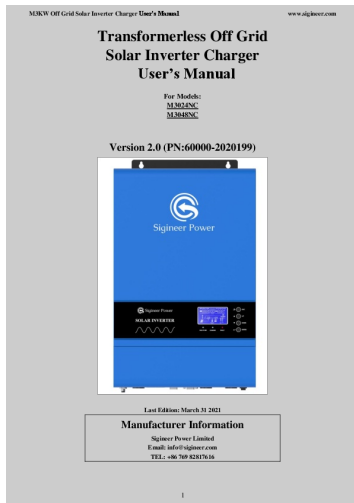 M3KW Off Grid Solar Inverter Charger User's Manual www.sigineer.com
Transformerless Off Grid
Solar Inverter Charger
User's Manual
For Models:
M3024NC
M3048NC
Version 2.0 (PN:60000-2020199)
Sigineer Power
Sigineer Power
SOLAR INVERTER
Last Edition: March 31 2021
Manufacturer Information
Sigineer Power Limited
Email: info@sigineer.com
TEL: +86 769 82817616
1